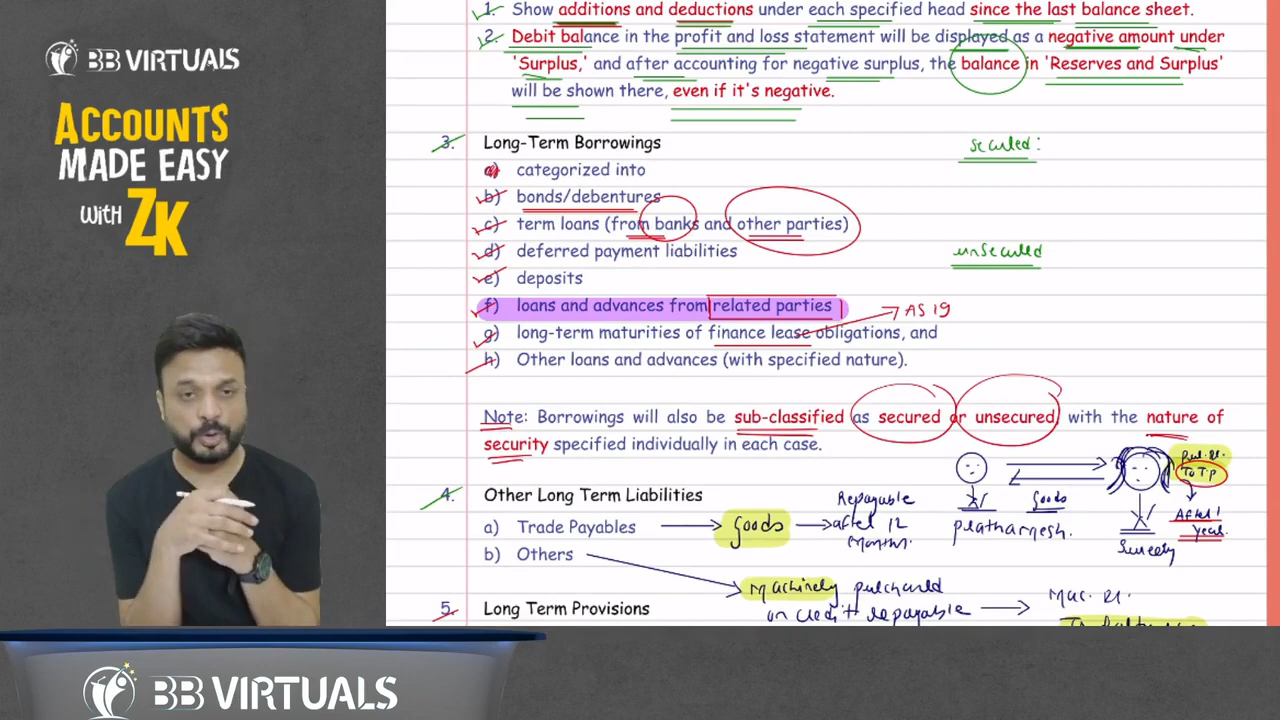 BB VIRTUALS
ACCOUNTS
MADE EASY
with ZK
1. Show additions and deductions under each specified head since the last balance sheet.
2. Debit balance in the profit and loss statement will be displayed as a negative amount under
'Surplus,' and after accounting for negative surplus, the balance in 'Reserves and Surplus'
will be shown there, even if it's negative.
3. Long-Term Borrowings
secured:
a) categorized into
b) bonds/debentures
c) term loans (from banks and other parties)
d) deferred payment liabilities
unsecured
e) deposits
f) loans and advances from related parties
AS 19
g) long-term maturities of finance lease obligations, and
h) Other loans and advances (with specified nature).
Note: Borrowings will also be sub-classified as secured or unsecured, with the nature of
security specified individually in each case.
Pur. Dr.
To T.P
4. Other Long Term Liabilities
Repayable
after 12
Months.
goods
After 1
year.
a) Trade Payables
Goods
b) Others
Machinery purchased
on credit repayable
5. Long Term Provisions
Mac. Dr.
BB VIRTUALS